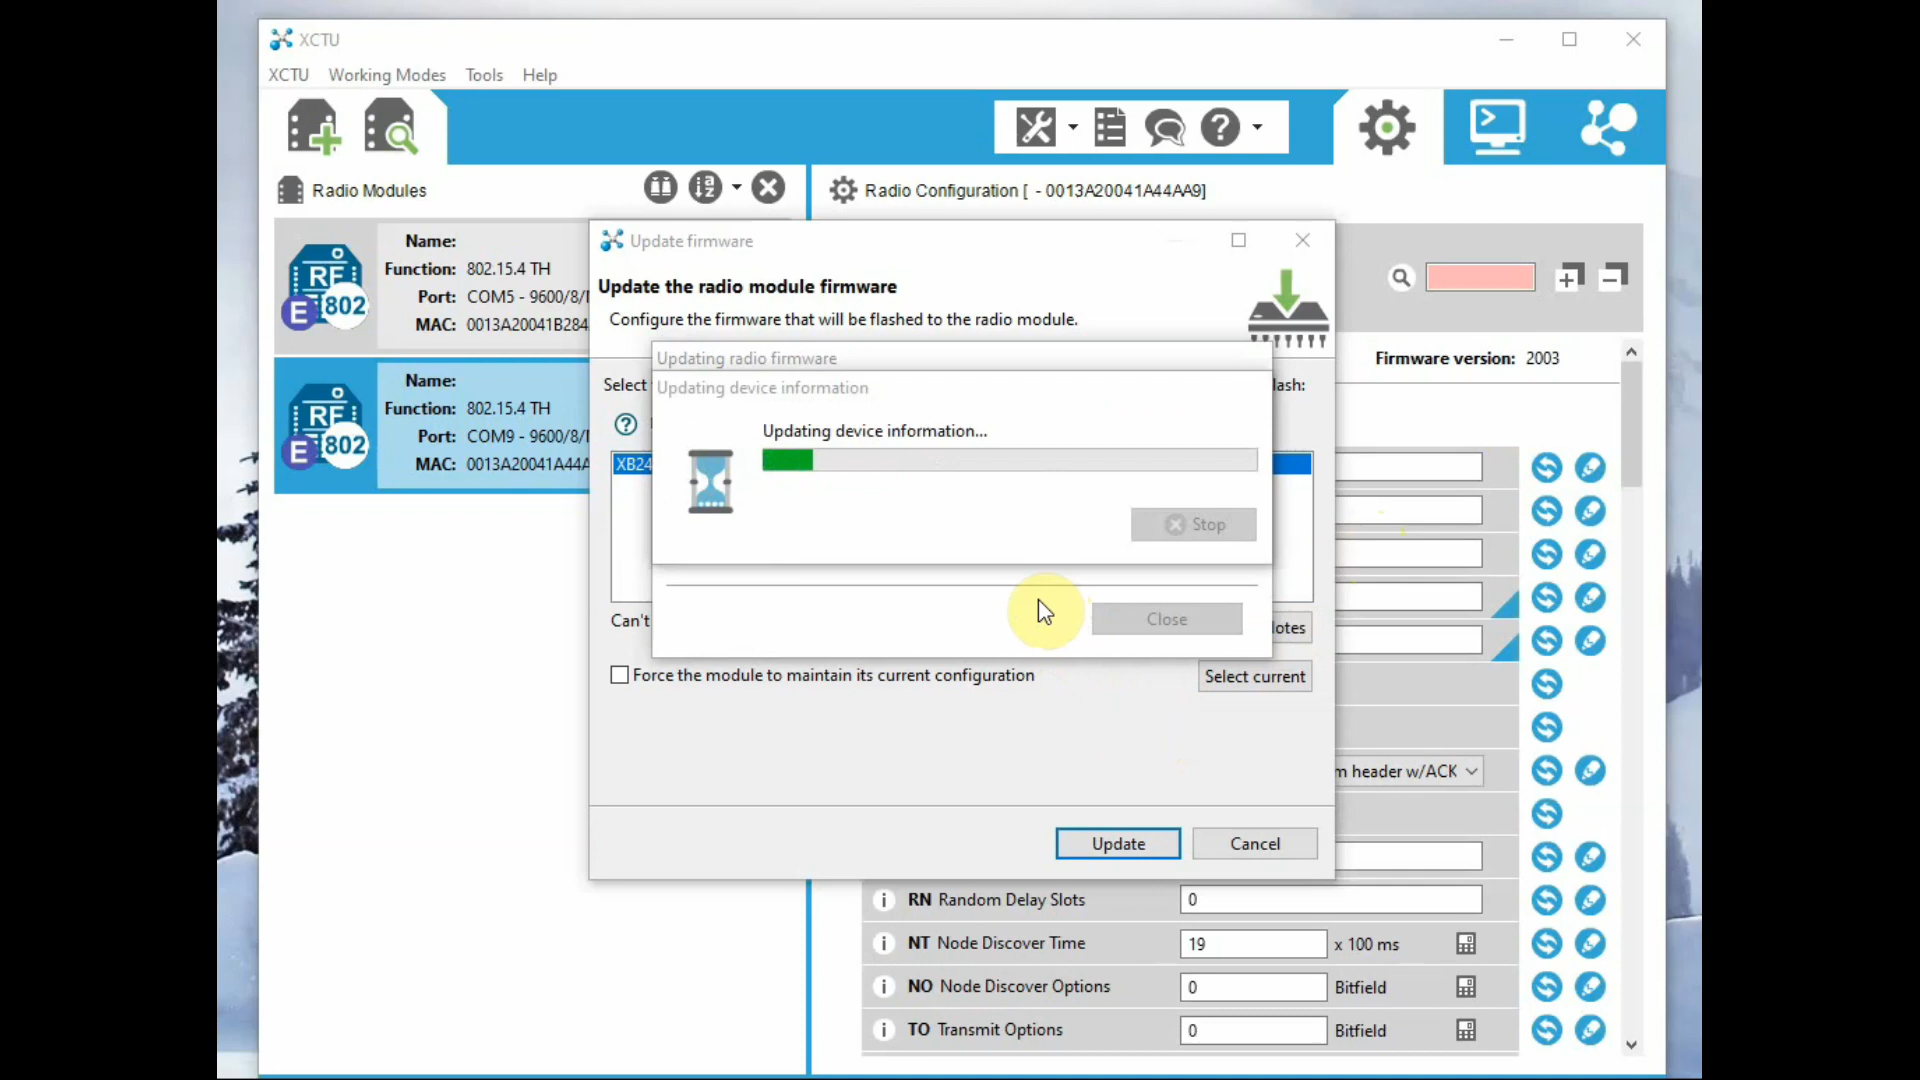 XCTU
XCTU Working Modes Tools Help
Radio Modules
Radio Configuration [ - 0013A20041A44AA9]
Name:
Function: 802.15.4 TH
Port: COM5 - 9600/8/
MAC: 0013A20041B284
RF
E 802
Name:
Function: 802.15.4 TH
Port: COM9 - 9600/8/
MAC: 0013A20041A44A
RF
E 802
Update firmware
Update the radio module firmware
Configure the firmware that will be flashed to the radio module.
Firmware version: 2003
Updating radio firmware
Select lash:
Updating device information
Updating device information...
XB24
Stop
Close
Can't lotes
Force the module to maintain its current configuration
Select current
m header w/ACK
Update Cancel
i RN Random Delay Slots 0
i NT Node Discover Time 19 x 100 ms
i NO Node Discover Options 0 Bitfield
i TO Transmit Options 0 Bitfield